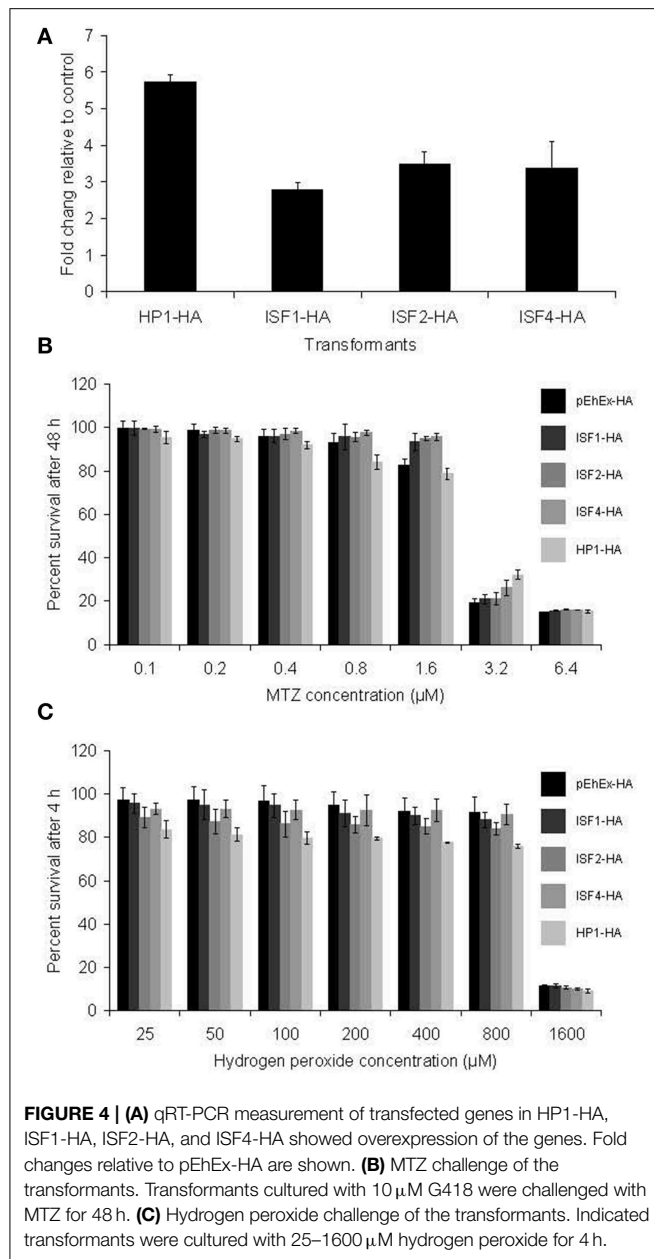 A
Fold chang relative to control
7
6
5
4
3
2
1
0
HP1-HA ISF1-HA ISF2-HA ISF4-HA
Transformants
B
Percent survival after 48 h
120
100
80
60
40
20
0
0.1 0.2 0.4 0.8 1.6 3.2 6.4
MTZ concentration (µM)
pEhEx-HA
ISF1-HA
ISF2-HA
ISF4-HA
HP1-HA
C
Percent survival after 4 h
120
100
80
60
40
20
0
25 50 100 200 400 800 1600
Hydrogen peroxide concentration (µM)
pEhEx-HA
ISF1-HA
ISF2-HA
ISF4-HA
HP1-HA
FIGURE 4 | (A) qRT-PCR measurement of transfected genes in HP1-HA,
ISF1-HA, ISF2-HA, and ISF4-HA showed overexpression of the genes. Fold
changes relative to pEhEx-HA are shown. (B) MTZ challenge of the
transformants. Transformants cultured with 10 µM G418 were challenged with
MTZ for 48 h. (C) Hydrogen peroxide challenge of the transformants. Indicated
transformants were cultured with 25–1600 µM hydrogen peroxide for 4 h.